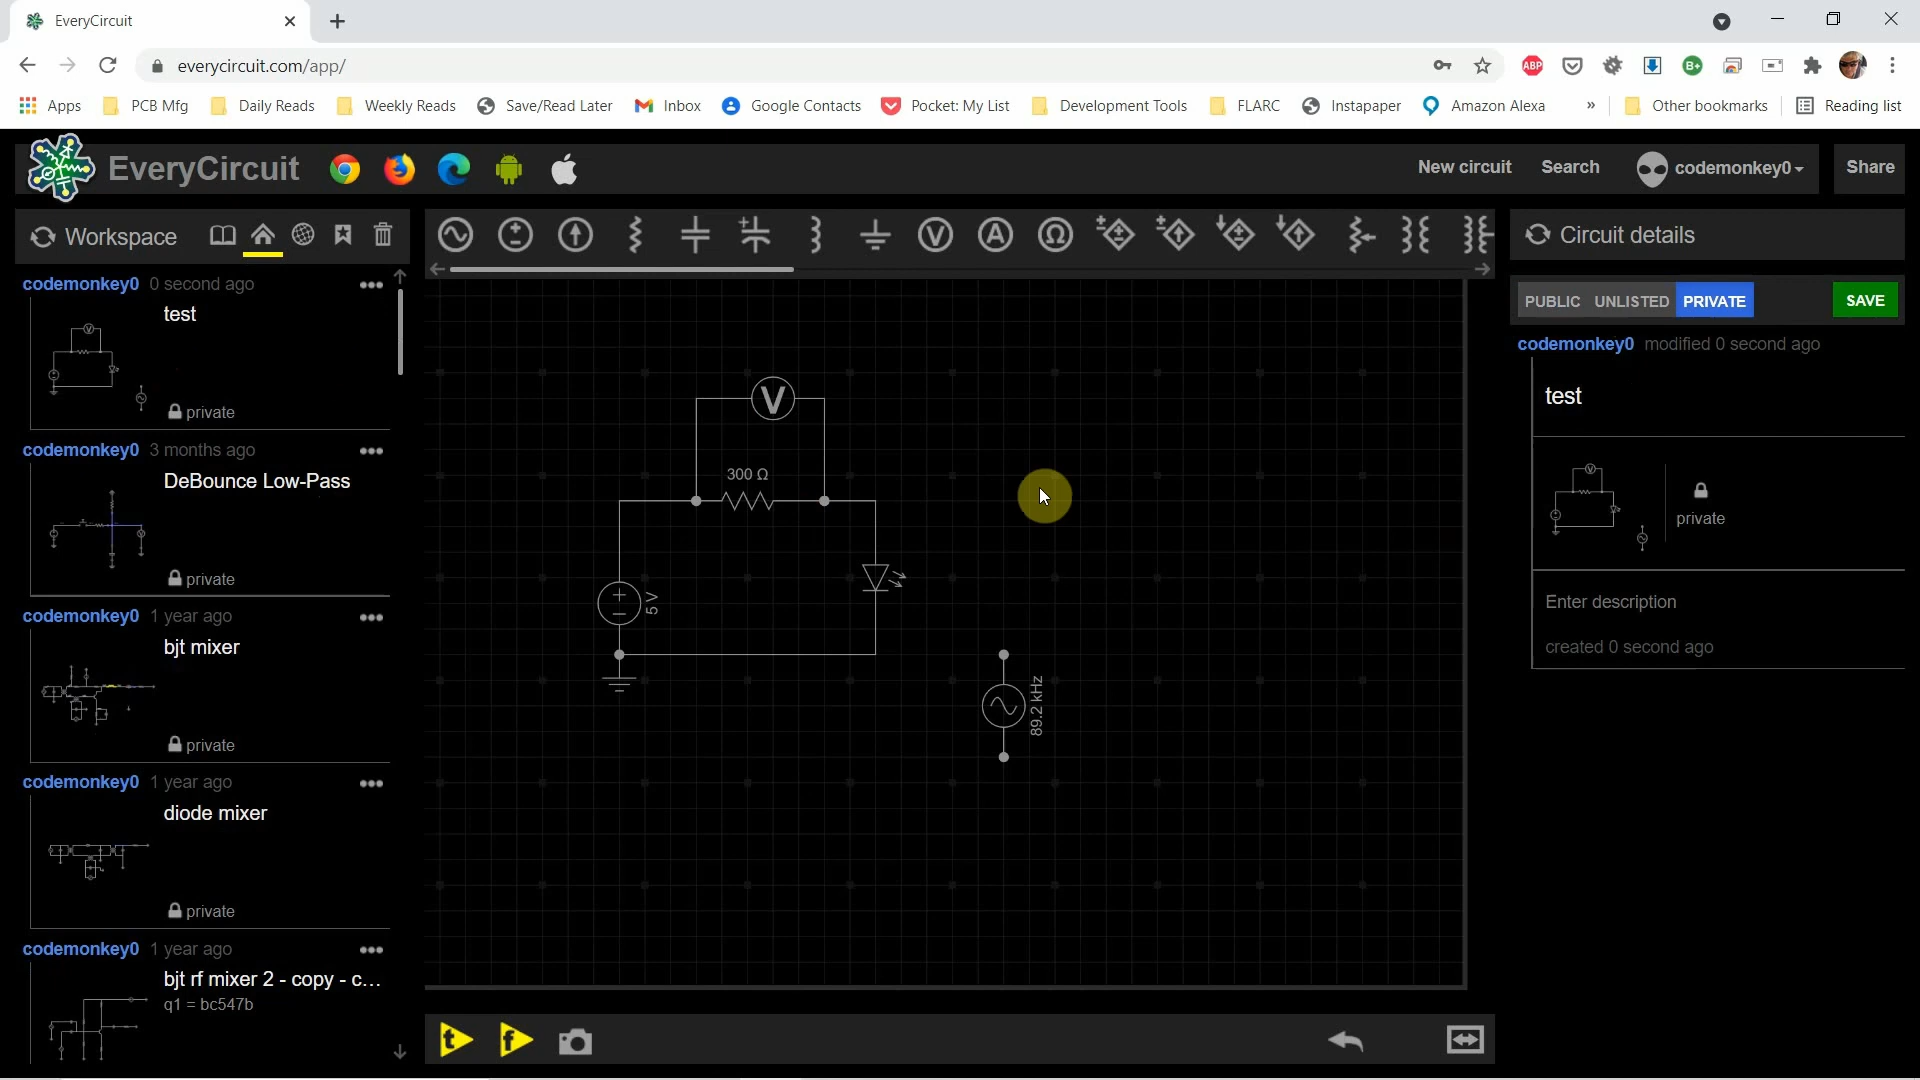 EveryCircuit
everycircuit.com/app/
ABP
B+
Apps
PCB Mfg
Daily Reads
Weekly Reads
Save/Read Later
Inbox
Google Contacts
Pocket: My List
Development Tools
FLARC
Instapaper
Amazon Alexa
»
Other bookmarks
Reading list
EveryCircuit
New circuit
Search
codemonkey0
Share
Workspace
V
A
Ω
Circuit details
codemonkey0 0 second ago
test
V
private
codemonkey0 3 months ago
DeBounce Low-Pass
private
codemonkey0 1 year ago
bjt mixer
private
codemonkey0 1 year ago
diode mixer
private
codemonkey0 1 year ago
bjt rf mixer 2 - copy - c...
q1 = bc547b
V
300 Ω
5 V
89.2 kHz
t
f
PUBLIC
UNLISTED
PRIVATE
SAVE
codemonkey0 modified 0 second ago
test
V
private
Enter description
created 0 second ago